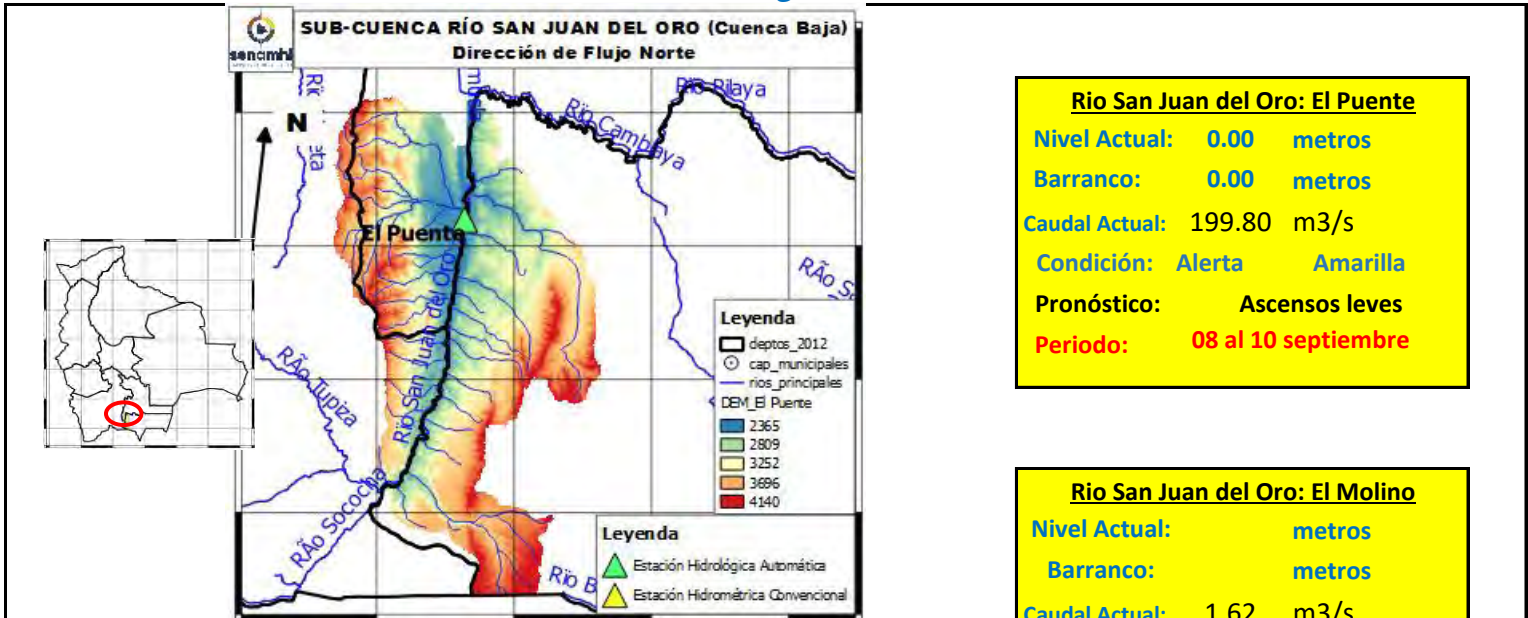 SUB-CUENCA RÍO SAN JUAN DEL ORO (Cuenca Baja)
Dirección de Flujo Norte
senamhi
N
Río Pilaya
Río Cambaya
El Puente
Río San Juan del Oro
RÃo Tupiza
RÃo Sococha
RÃo S
Río B
Leyenda
deptos_2012
cap_municipales
rios_principales
DEM_El Puente
2365
2809
3252
3696
4140
Leyenda
Estación Hidrológica Automática
Estación Hidrométrica Convencional
Rio San Juan del Oro: El Puente
Nivel Actual: 0.00 metros
Barranco: 0.00 metros
Caudal Actual: 199.80 m3/s
Condición: Alerta Amarilla
Pronóstico: Ascensos leves
Periodo: 08 al 10 septiembre
Rio San Juan del Oro: El Molino
Nivel Actual: metros
Barranco: metros
Caudal Actual: 1.62 m3/s